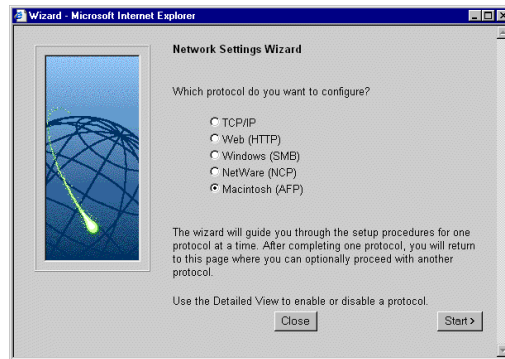 Wizard - Microsoft Internet Explorer
Network Settings Wizard
Which protocol do you want to configure?
TCP/IP
Web (HTTP)
Windows (SMB)
NetWare (NCP)
Macintosh (AFP)
The wizard will guide you through the setup procedures for one
protocol at a time. After completing one protocol, you will return
to this page where you can optionally proceed with another
protocol.
Use the Detailed View to enable or disable a protocol.
Close
Start >